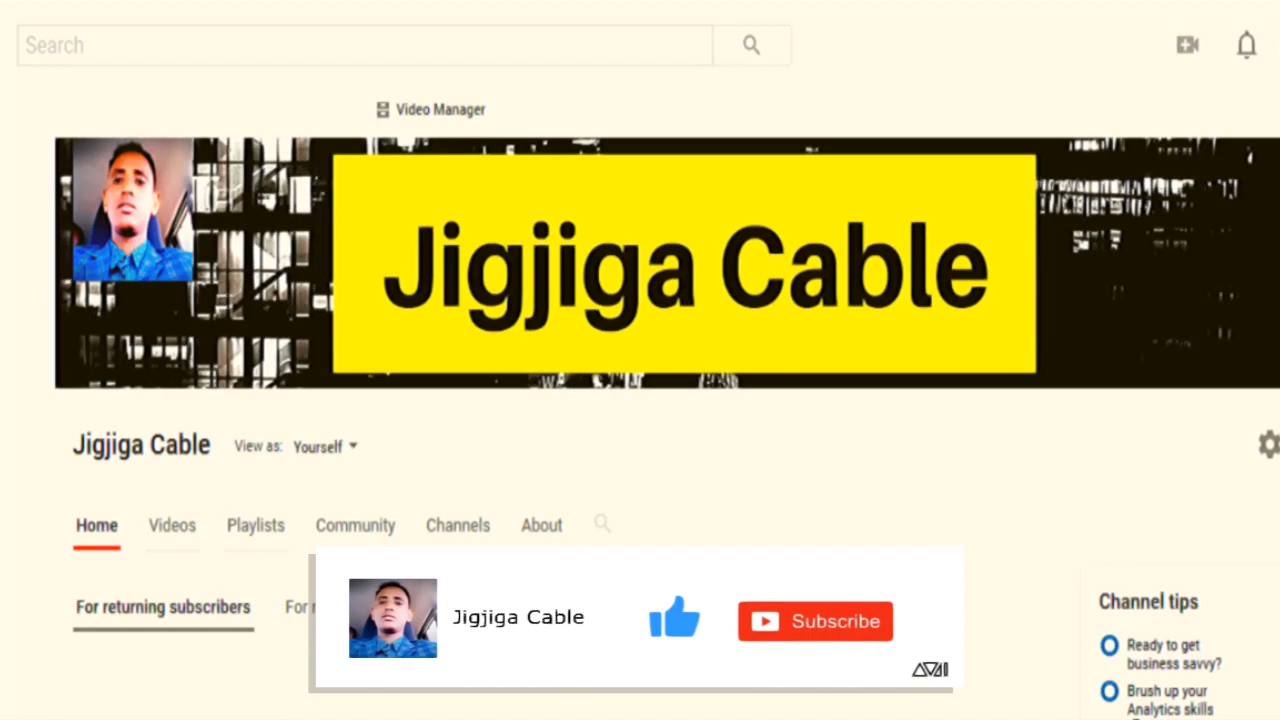 Search
Video Manager
Jigjiga Cable
Jigjiga Cable View as: Yourself
Home Videos Playlists Community Channels About
For returning subscribers For
Jigjiga Cable Subscribe
Channel tips
Ready to get
business savvy?
Brush up your
Analytics skills